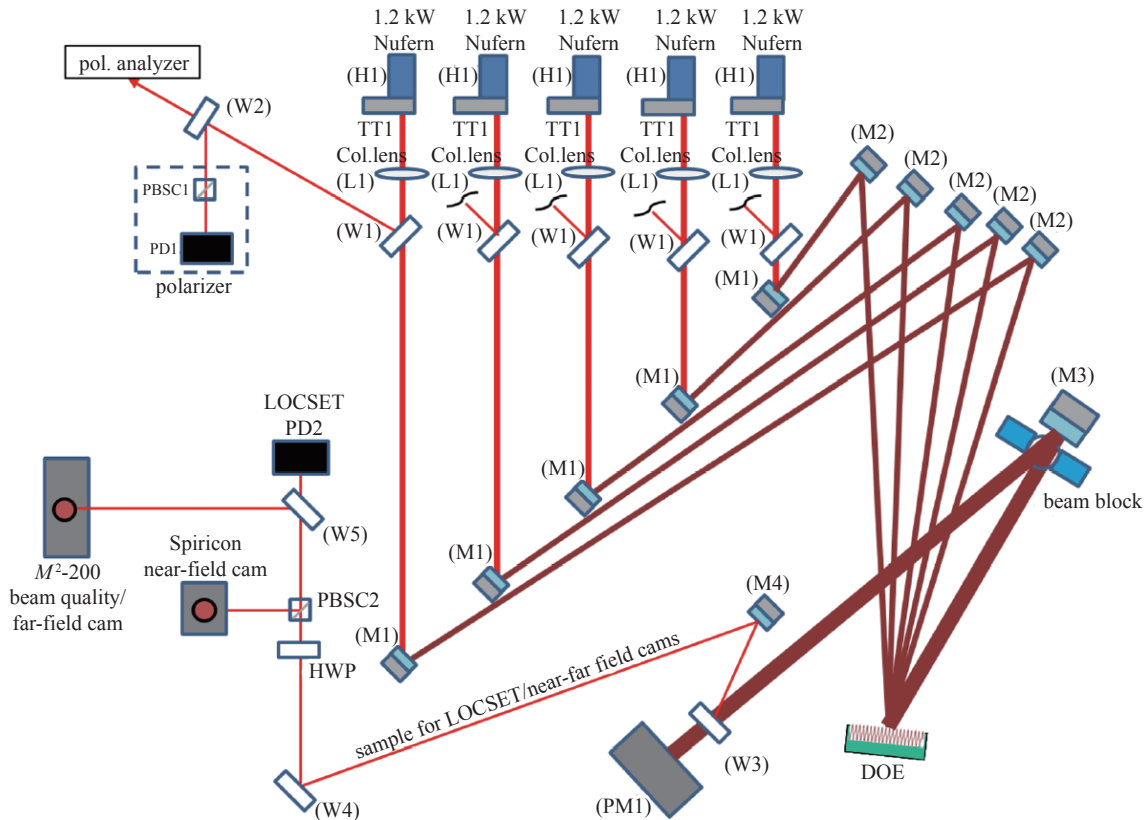 1.2 kW 1.2 kW 1.2 kW 1.2 kW 1.2 kW
Nufern Nufern Nufern Nufern Nufern
pol. analyzer
(H1) (H1) (H1) (H1) (H1)
(W2)
TT1 TT1 TT1 TT1 TT1
(M2)
Col.lens Col.lens Col.lens Col.lens Col.lens
(M2)
(L1) (L1) (L1) (L1) (L1)
PBSC1
(M2)
(M2)
(M2)
(W1) (W1) (W1) (W1) (W1)
PD1
polarizer
(M1)
(M1)
(M3)
LOCSET
PD2
(M1)
beam block
(W5)
Spiricon
near-field cam
M²-200
beam quality/
far-field cam
(M1)
PBSC2
(M4)
(M1)
HWP
sample for LOCSET/near-far field cams
(W3)
DOE
(W4)
(PM1)